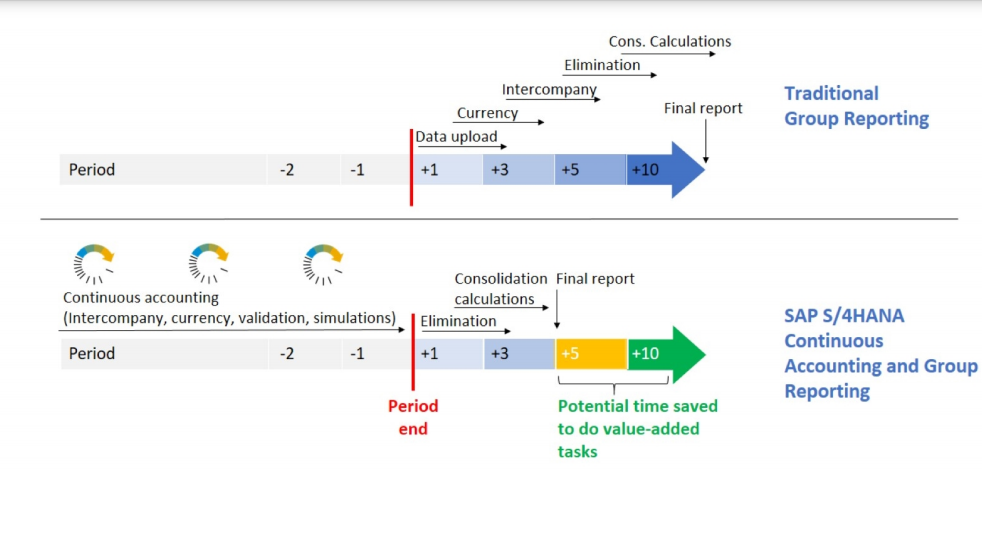 Cons. Calculations
Elimination
Intercompany
Final report
Currency
Data upload
Traditional
Group Reporting
Period
-2
-1
+1
+3
+5
+10
Continuous accounting
(Intercompany, currency, validation, simulations)
Consolidation
calculations
Final report
Elimination
SAP S/4HANA
Continuous
Accounting and Group
Reporting
Period
-2
-1
+1
+3
+5
+10
Period
end
Potential time saved
to do value-added
tasks